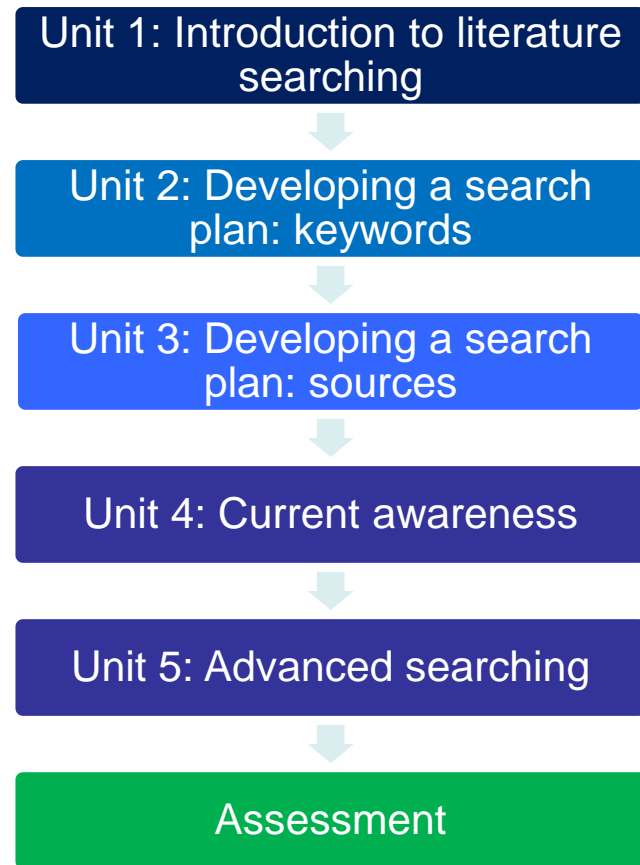 Unit 1: Introduction to literature
searching
Unit 2: Developing a search
plan: keywords
Unit 3: Developing a search
plan: sources
Unit 4: Current awareness
Unit 5: Advanced searching
Assessment